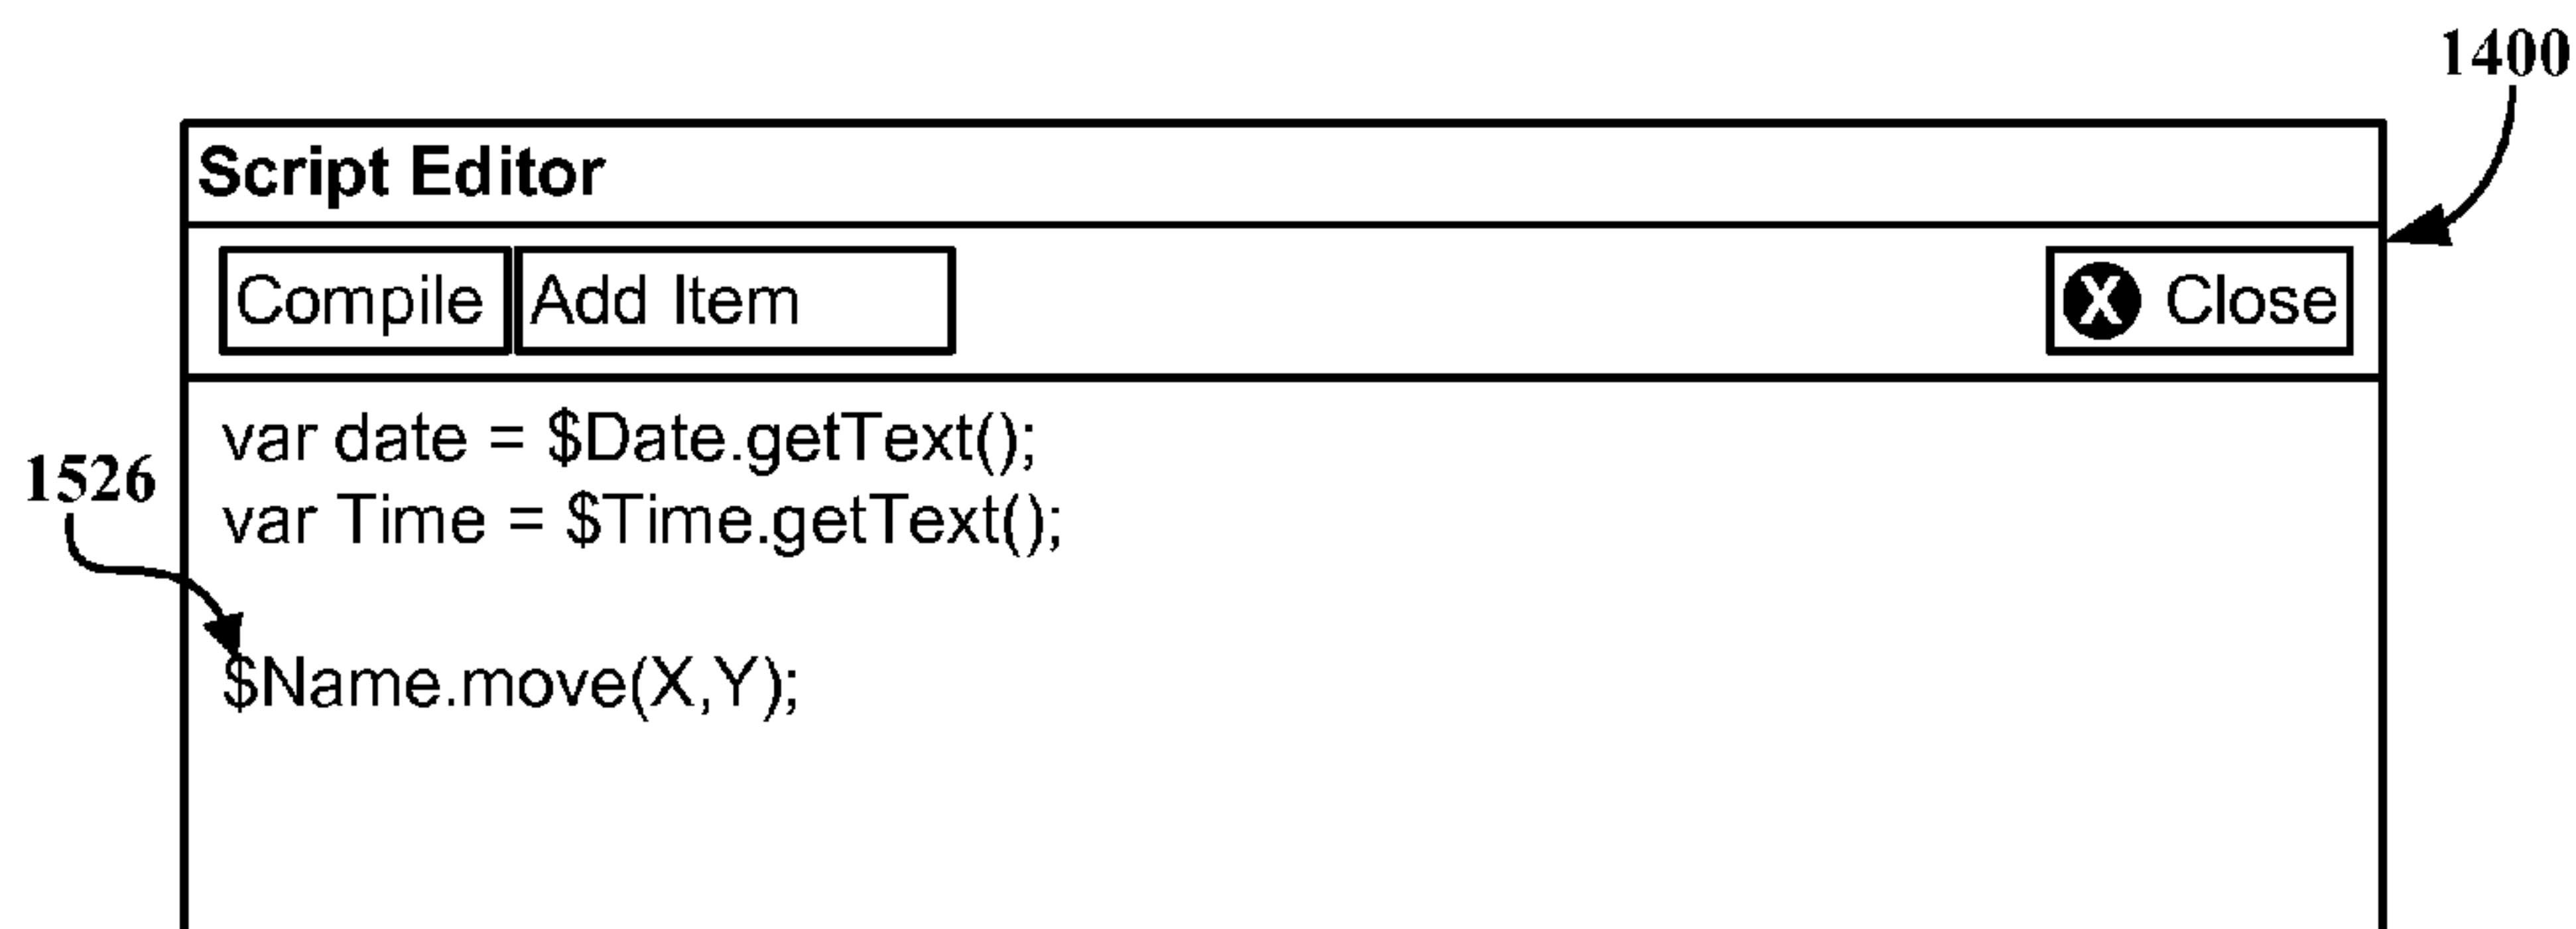 1400
Script Editor
Compile Add Item X Close
var date = $Date.getText();
1526
var Time = $Time.getText();
$Name.move(X,Y);